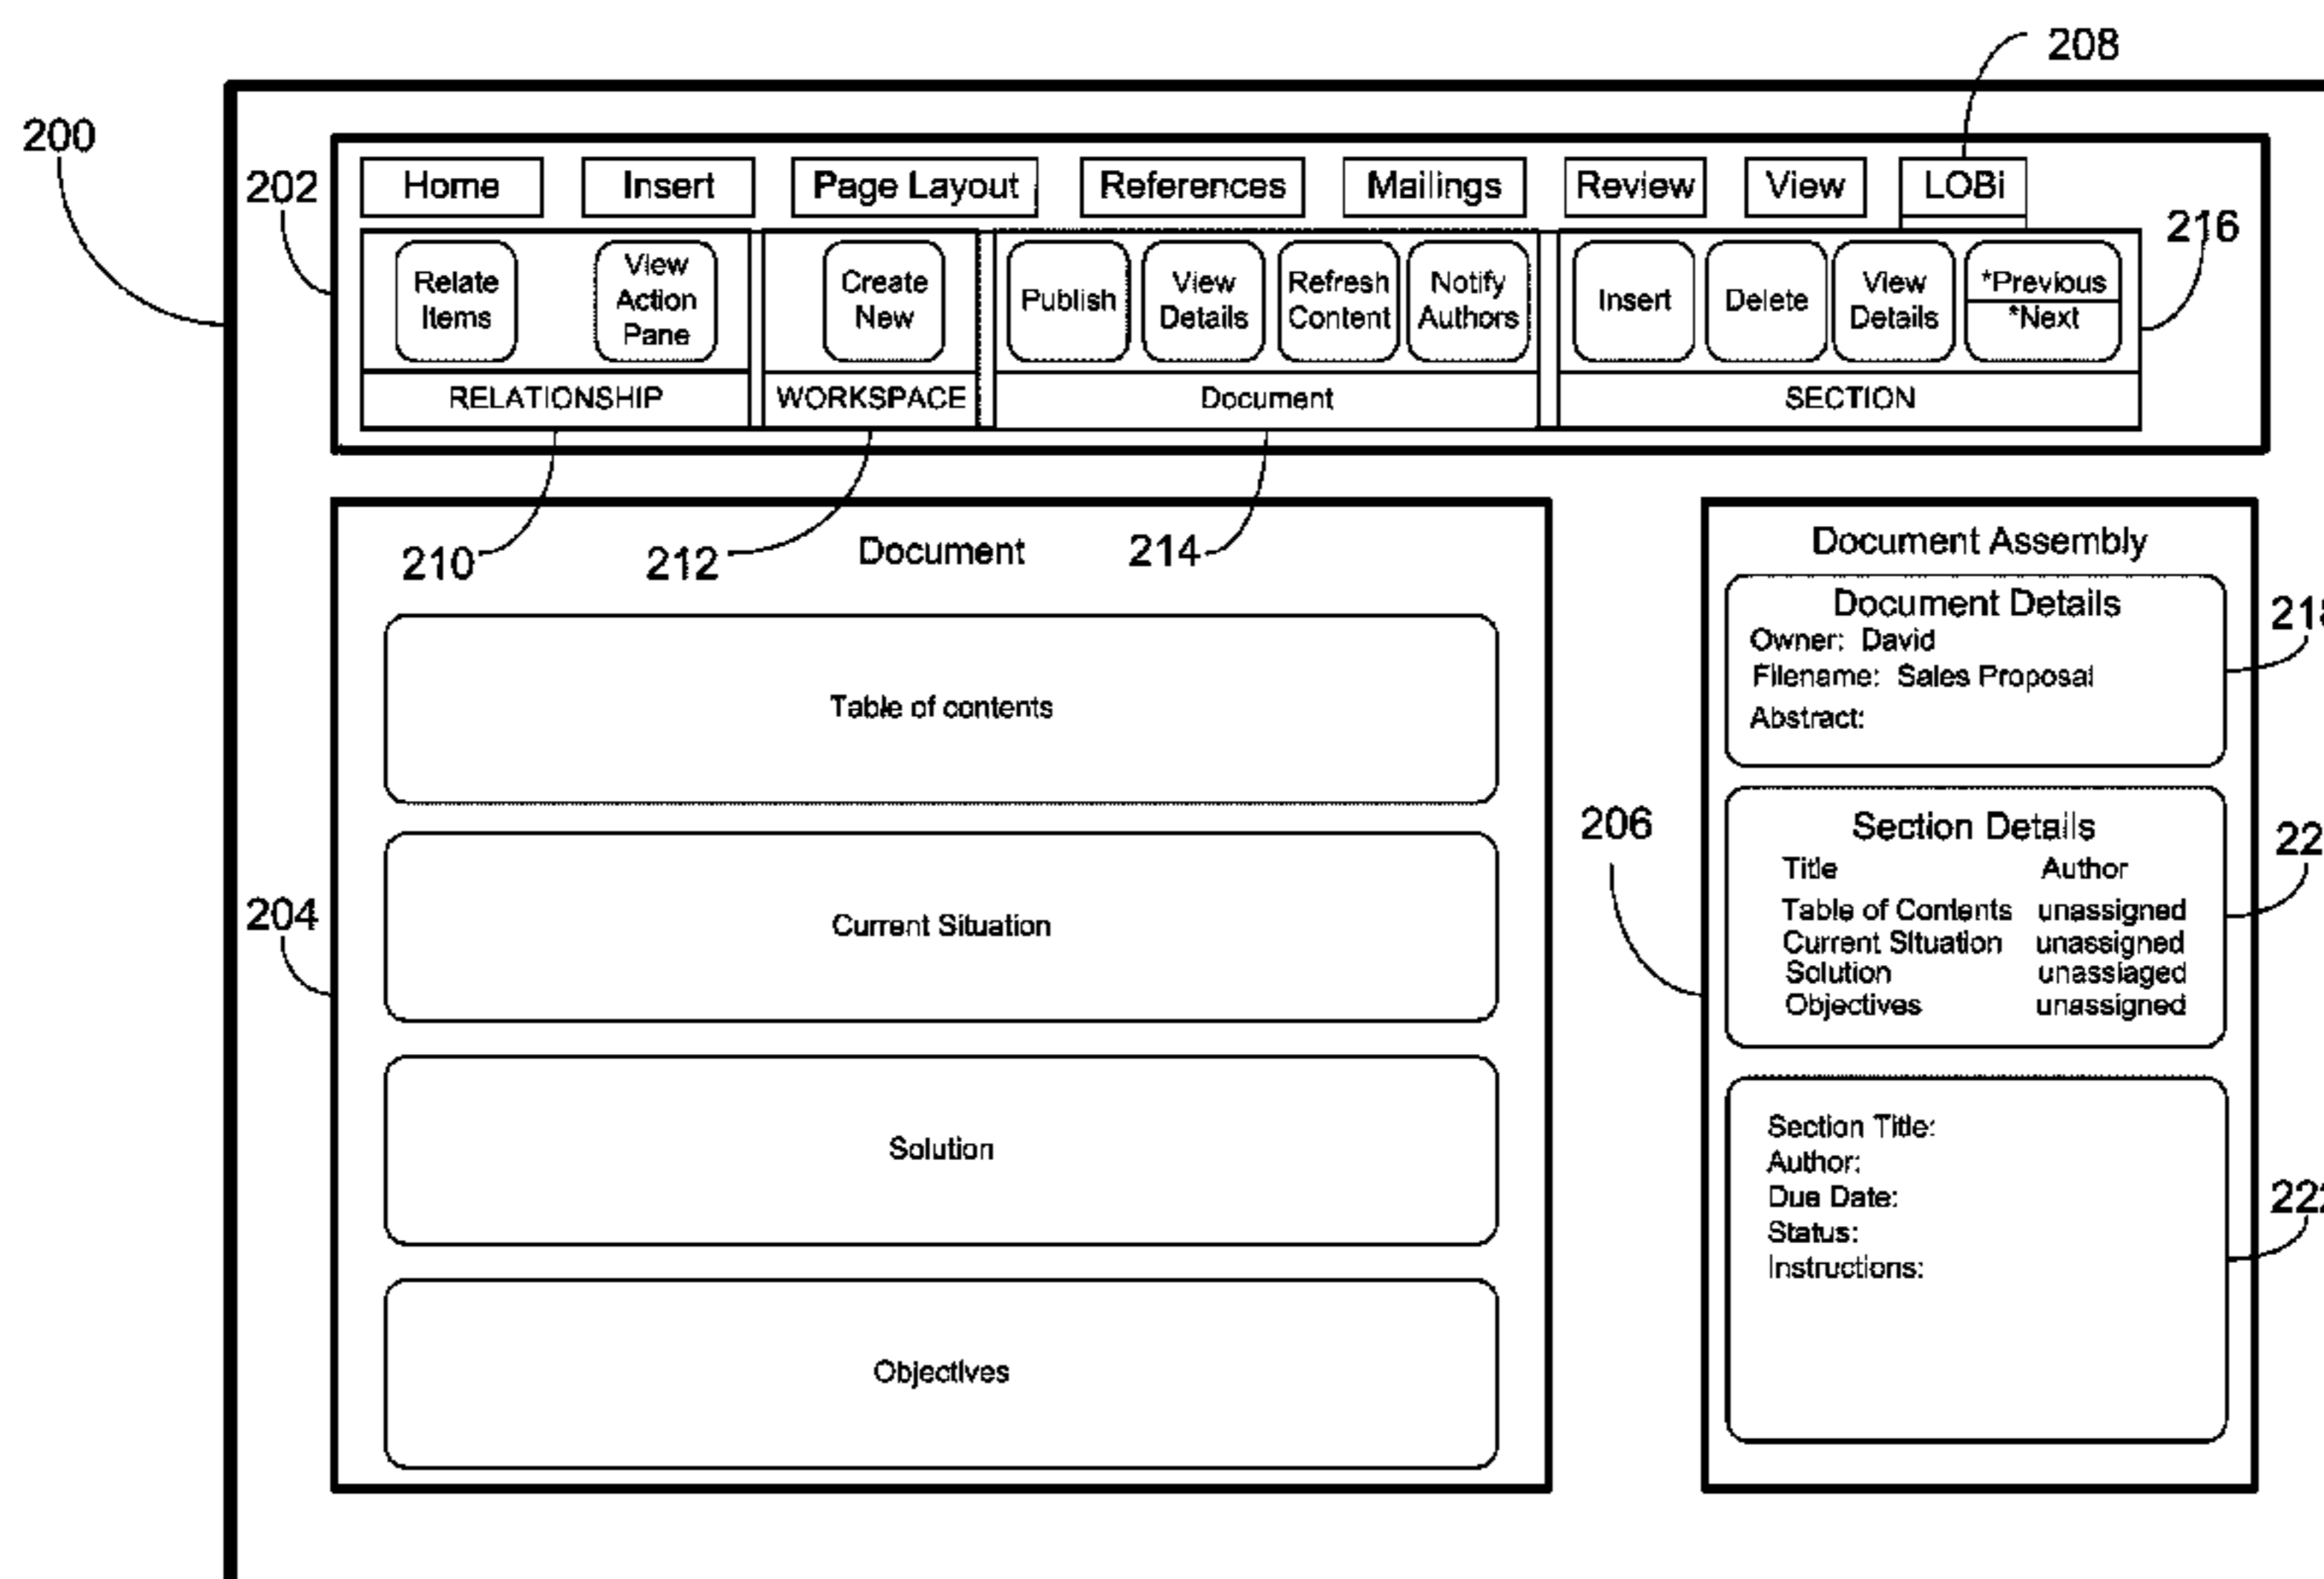 208
200
202
Home Insert Page Layout References Mailings Review View LOBi
216
Relate Items
View Action Pane
Create New
Publish
View Details
Refresh Content
Notify Authors
Insert
Delete
View Details
*Previous
*Next
RELATIONSHIP WORKSPACE Document SECTION
210 212 214
Document
Table of contents
Current Situation
Solution
Objectives
204
206
Document Assembly
Document Details
Owner: David
Filename: Sales Proposal
Abstract:
218
Section Details
Title Author
Table of Contents unassigned
Current SItuation unassigned
Solution unassiaged
Objectives unassigned
22
Section Title:
Author:
Due Date:
Status:
Instructions:
222